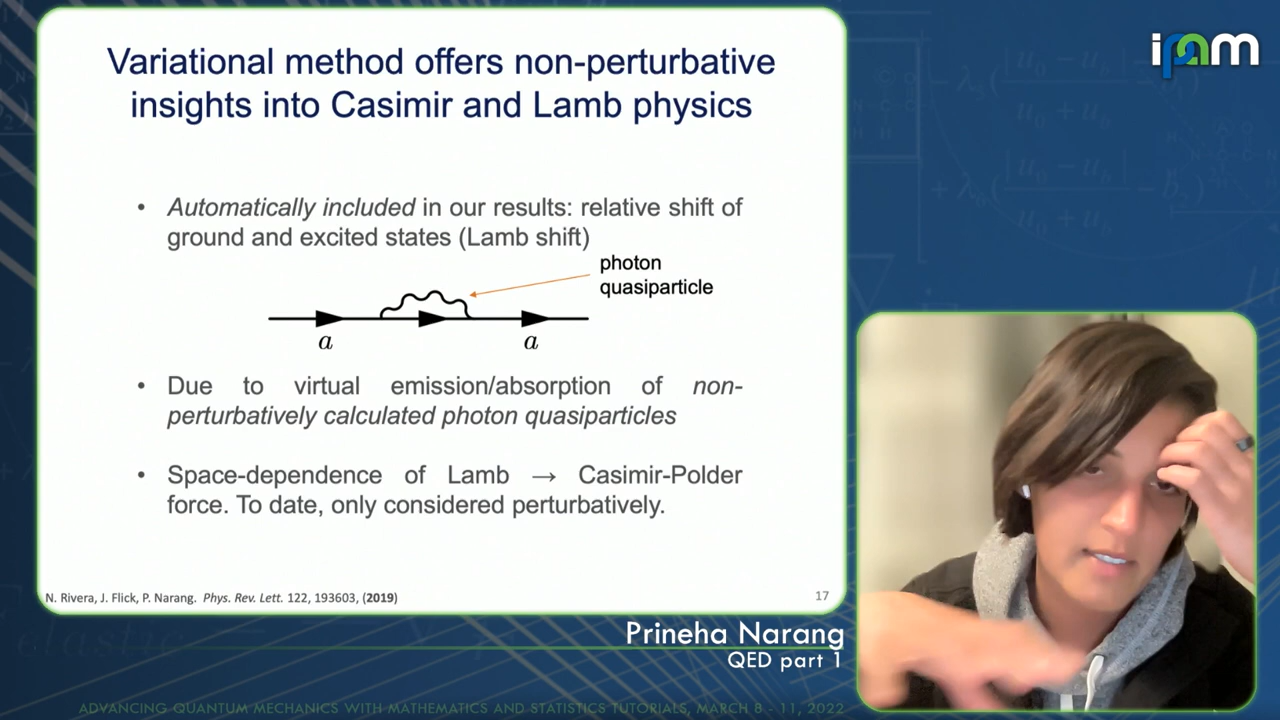 Variational method offers non-perturbative
insights into Casimir and Lamb physics
ipam
• Automatically included in our results: relative shift of
ground and excited states (Lamb shift)
photon
quasiparticle
a a
• Due to virtual emission/absorption of non-
perturbatively calculated photon quasiparticles
• Space-dependence of Lamb → Casimir-Polder
force. To date, only considered perturbatively.
N. Rivera, J. Flick, P. Narang. Phys. Rev. Lett. 122, 193603, (2019)
17
Prineha Narang
QED part 1
ADVANCING QUANTUM MECHANICS WITH MATHEMATICS AND STATISTICS TUTORIALS, MARCH 8 - 11, 2022